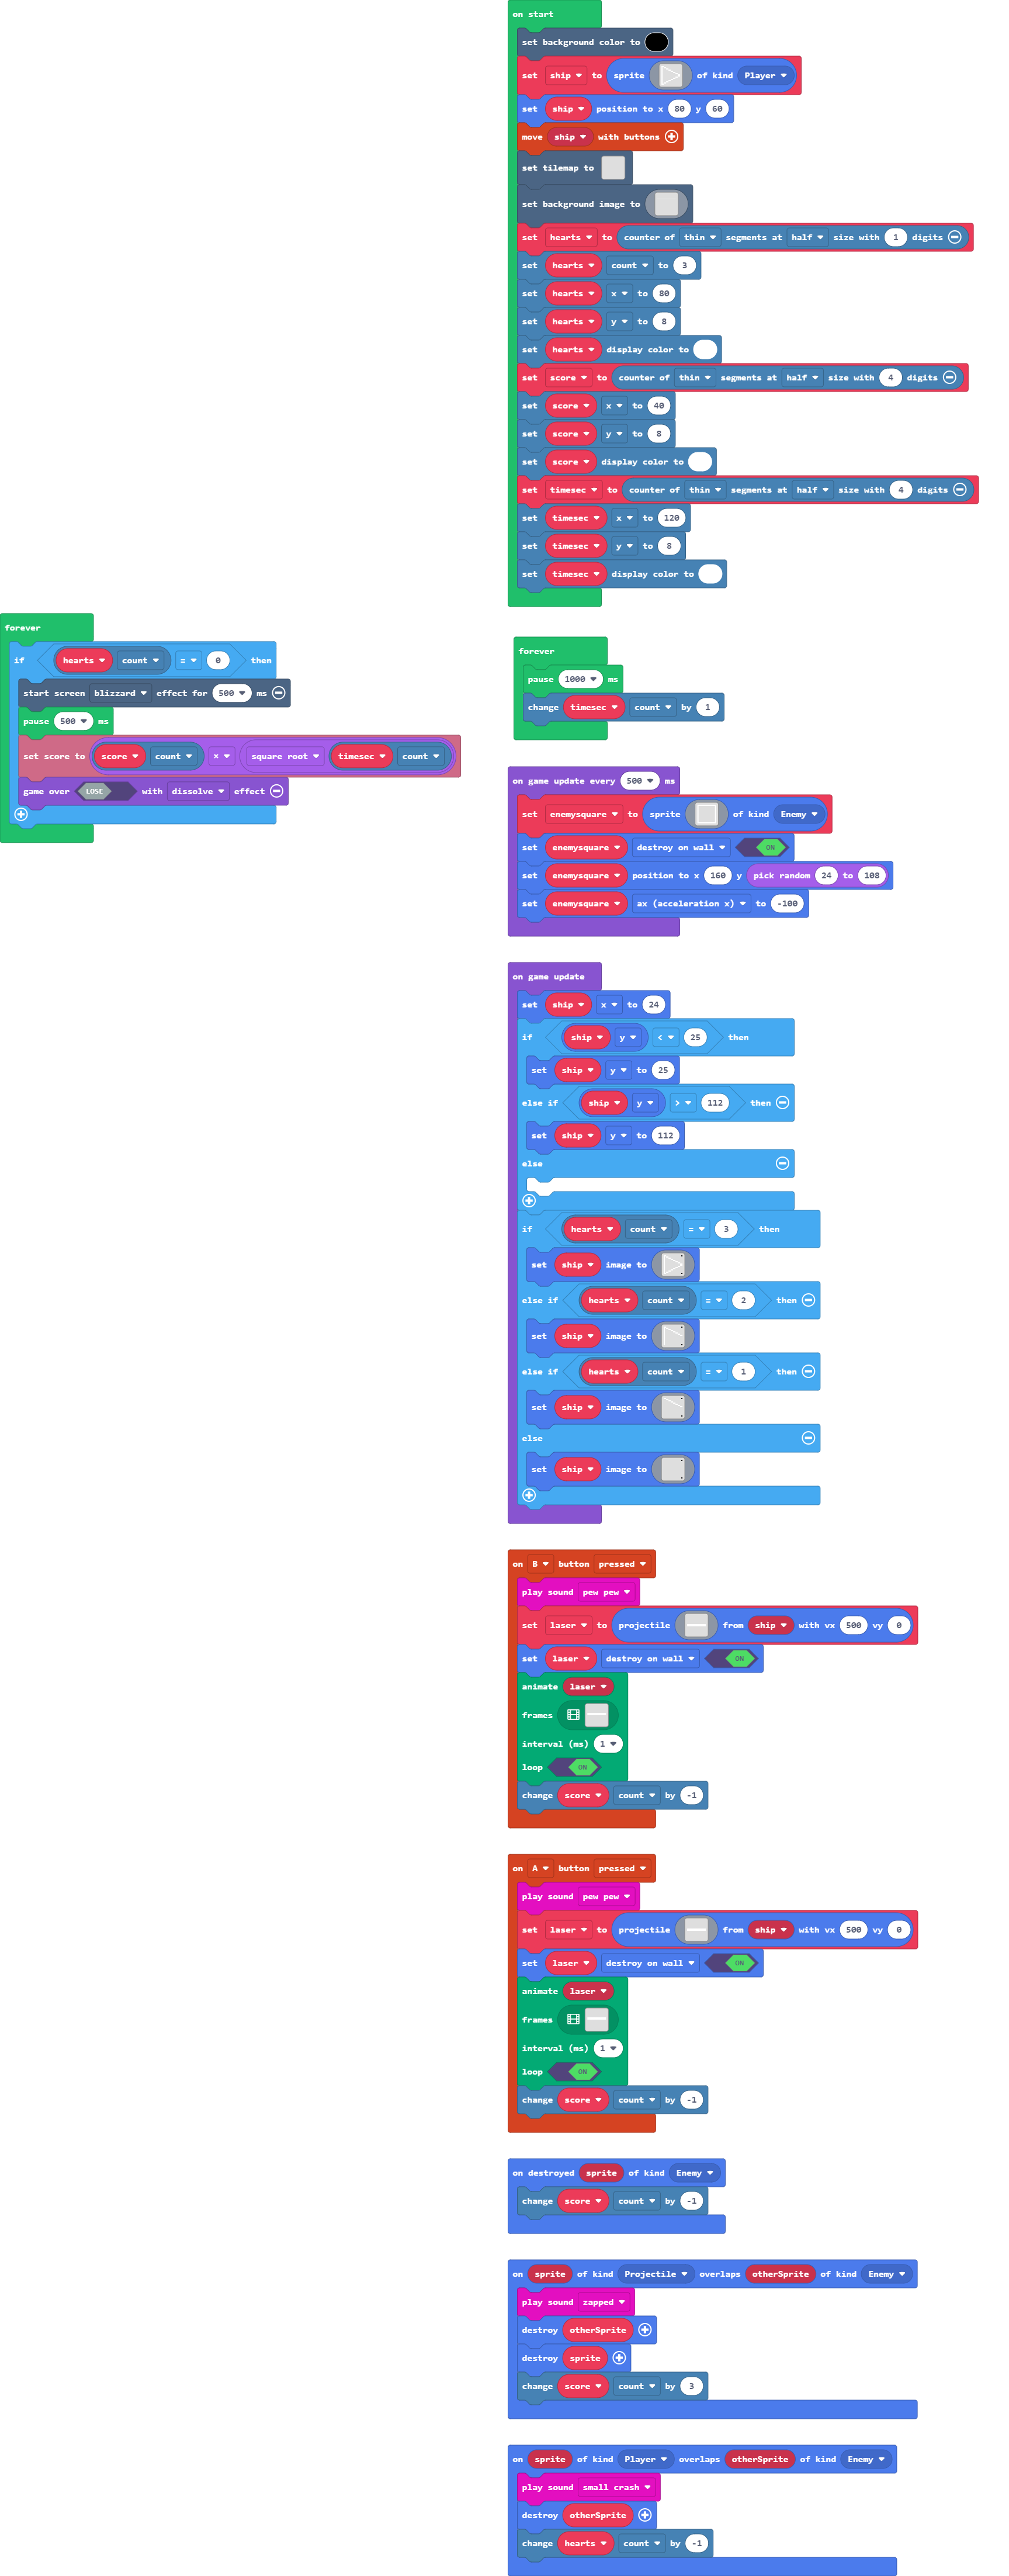 on start
set background color to
set ship to sprite of kind Player
set ship position to x 80 y 60
move ship with buttons
set tilemap to
set background image to
set hearts to counter of thin segments at half size with 1 digits
set hearts count to 3
set hearts x to 80
set hearts y to 8
set hearts display color to
set score to counter of thin segments at half size with 4 digits
set score x to 40
set score y to 8
set score display color to
set timesec to counter of thin segments at half size with 4 digits
set timesec x to 120
set timesec y to 8
set timesec display color to
forever
if hearts count = 0 then
start screen blizzard effect for 500 ms
pause 500 ms
set score to score count × square root timesec count
game over LOSE with dissolve effect
forever
pause 1000 ms
change timesec count by 1
on game update every 500 ms
set enemysquare to sprite of kind Enemy
set enemysquare destroy on wall ON
set enemysquare position to x 160 y pick random 24 to 108
set enemysquare ax (acceleration x) to -100
on game update
set ship x to 24
if ship y < 25 then
set ship y to 25
else if ship y > 112 then
set ship y to 112
else
if hearts count = 3 then
set ship image to
else if hearts count = 2 then
set ship image to
else if hearts count = 1 then
set ship image to
else
set ship image to
on B button pressed
play sound pew pew
set laser to projectile from ship with vx 500 vy 0
set laser destroy on wall ON
animate laser
frames
interval (ms) 1
loop ON
change score count by -1
on A button pressed
play sound pew pew
set laser to projectile from ship with vx 500 vy 0
set laser destroy on wall ON
animate laser
frames
interval (ms) 1
loop ON
change score count by -1
on destroyed sprite of kind Enemy
change score count by -1
on sprite of kind Projectile overlaps otherSprite of kind Enemy
play sound zapped
destroy otherSprite
destroy sprite
change score count by 3
on sprite of kind Player overlaps otherSprite of kind Enemy
play sound small crash
destroy otherSprite
change hearts count by -1